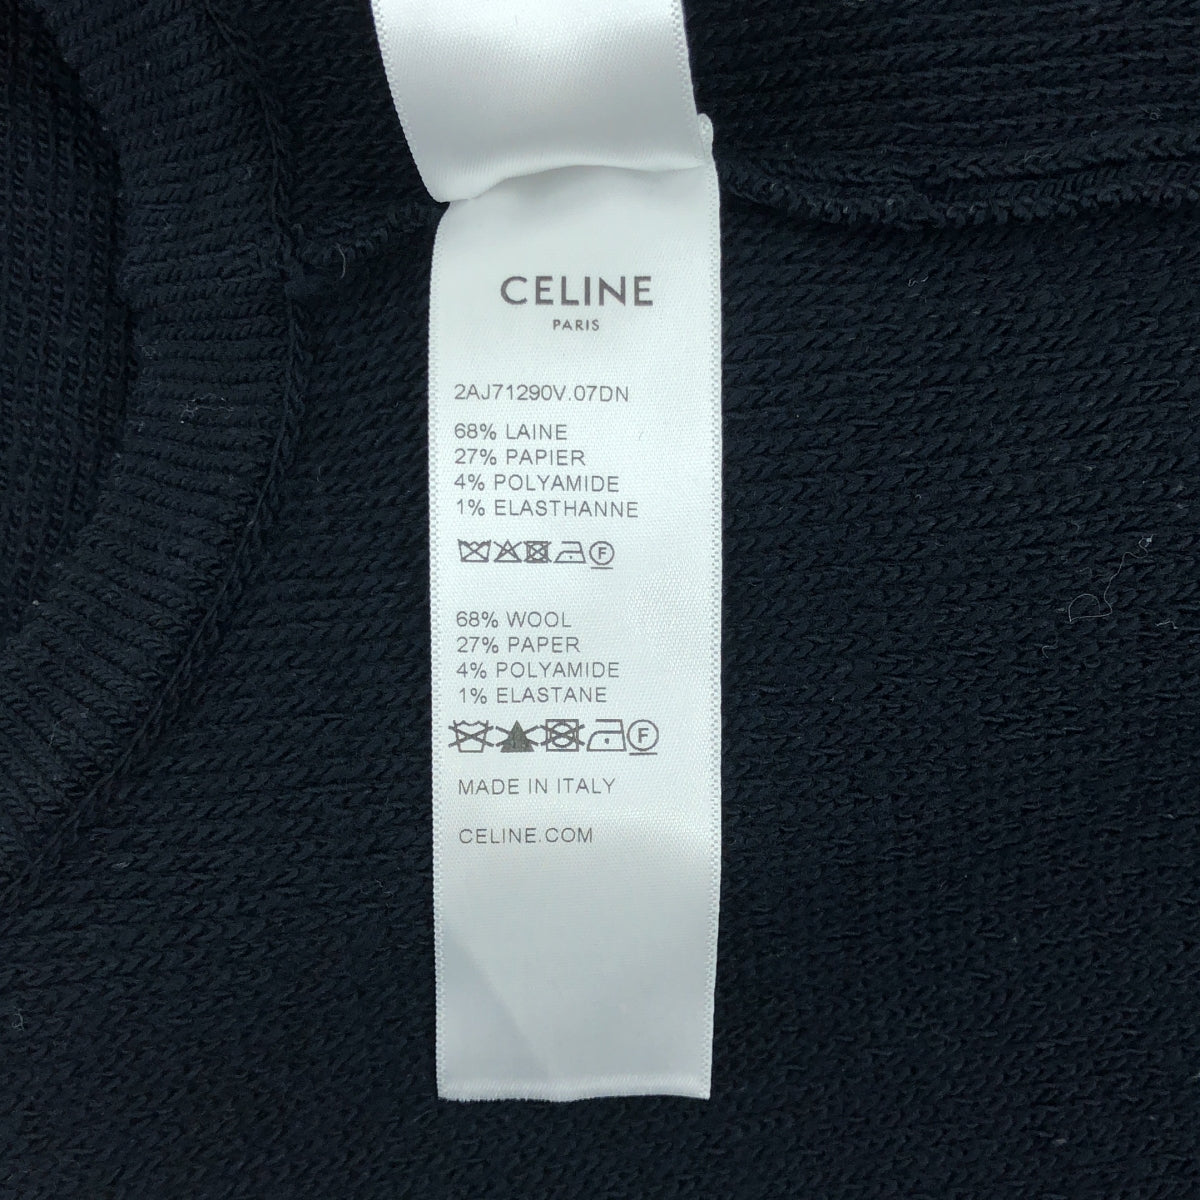 CELINE
PARIS
2AJ71290V.07DN
68% LAINE
27% PAPIER
4% POLYAMIDE
1% ELASTHANNE
F
68% WOOL
27% PAPER
4% POLYAMIDE
1% ELASTANE
F
MADE IN ITALY
CELINE.COM